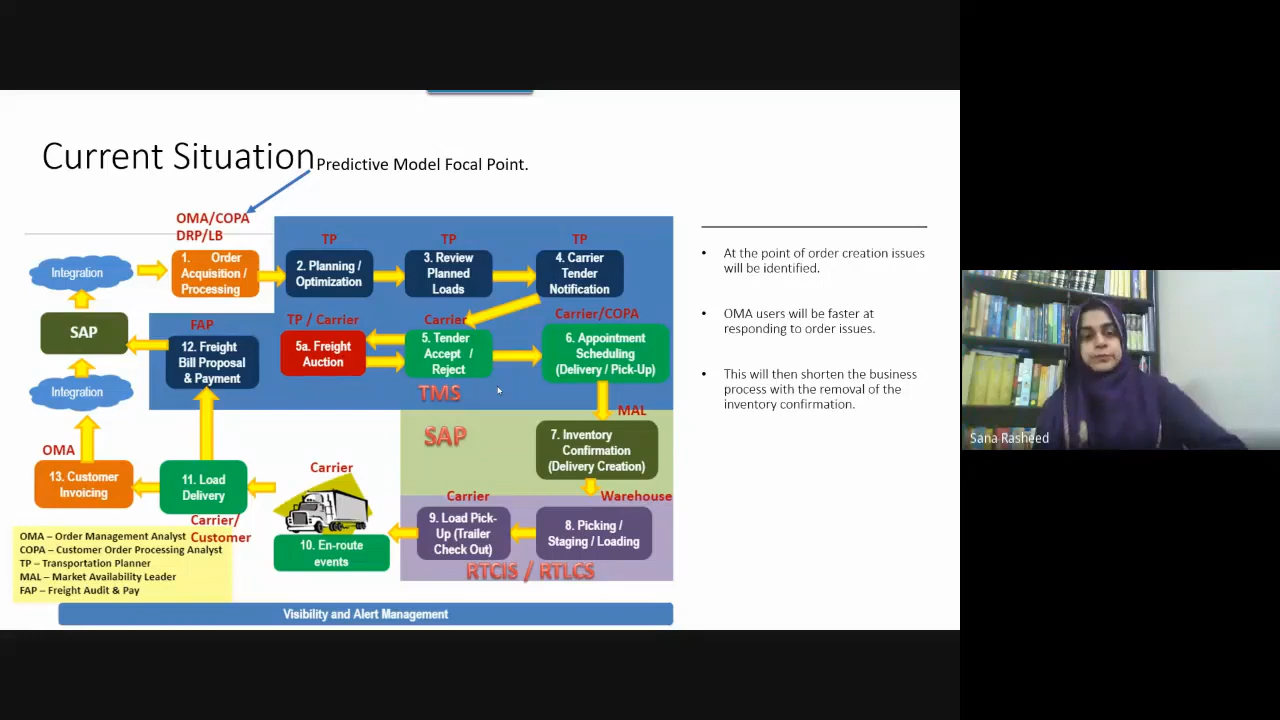 Current Situation
Predictive Model Focal Point.
OMA/COPA
DRP/LB
TP
TP
TP
Integration
1. Order
Acquisition /
Processing
2. Planning /
Optimization
3. Review
Planned
Loads
4. Carrier
Tender
Notification
SAP
FAP
TP / Carrier
Carrier
Carrier/COPA
12. Freight
Bill Proposal
& Payment
5a. Freight
Auction
5. Tender
Accept /
Reject
6. Appointment
Scheduling
(Delivery / Pick-Up)
Integration
TMS
MAL
SAP
7. Inventory
Confirmation
(Delivery Creation)
OMA
Carrier
Carrier
Warehouse
13. Customer
Invoicing
11. Load
Delivery
9. Load Pick-
Up (Trailer
Check Out)
8. Picking /
Staging / Loading
Carrier/
Customer
10. En-route
events
RTCIS / RTLCS
OMA – Order Management Analyst
COPA – Customer Order Processing Analyst
TP – Transportation Planner
MAL – Market Availability Leader
FAP – Freight Audit & Pay
Visibility and Alert Management
• At the point of order creation issues
will be identified.
• OMA users will be faster at
responding to order issues.
• This will then shorten the business
process with the removal of the
inventory confirmation.
Sana Rasheed